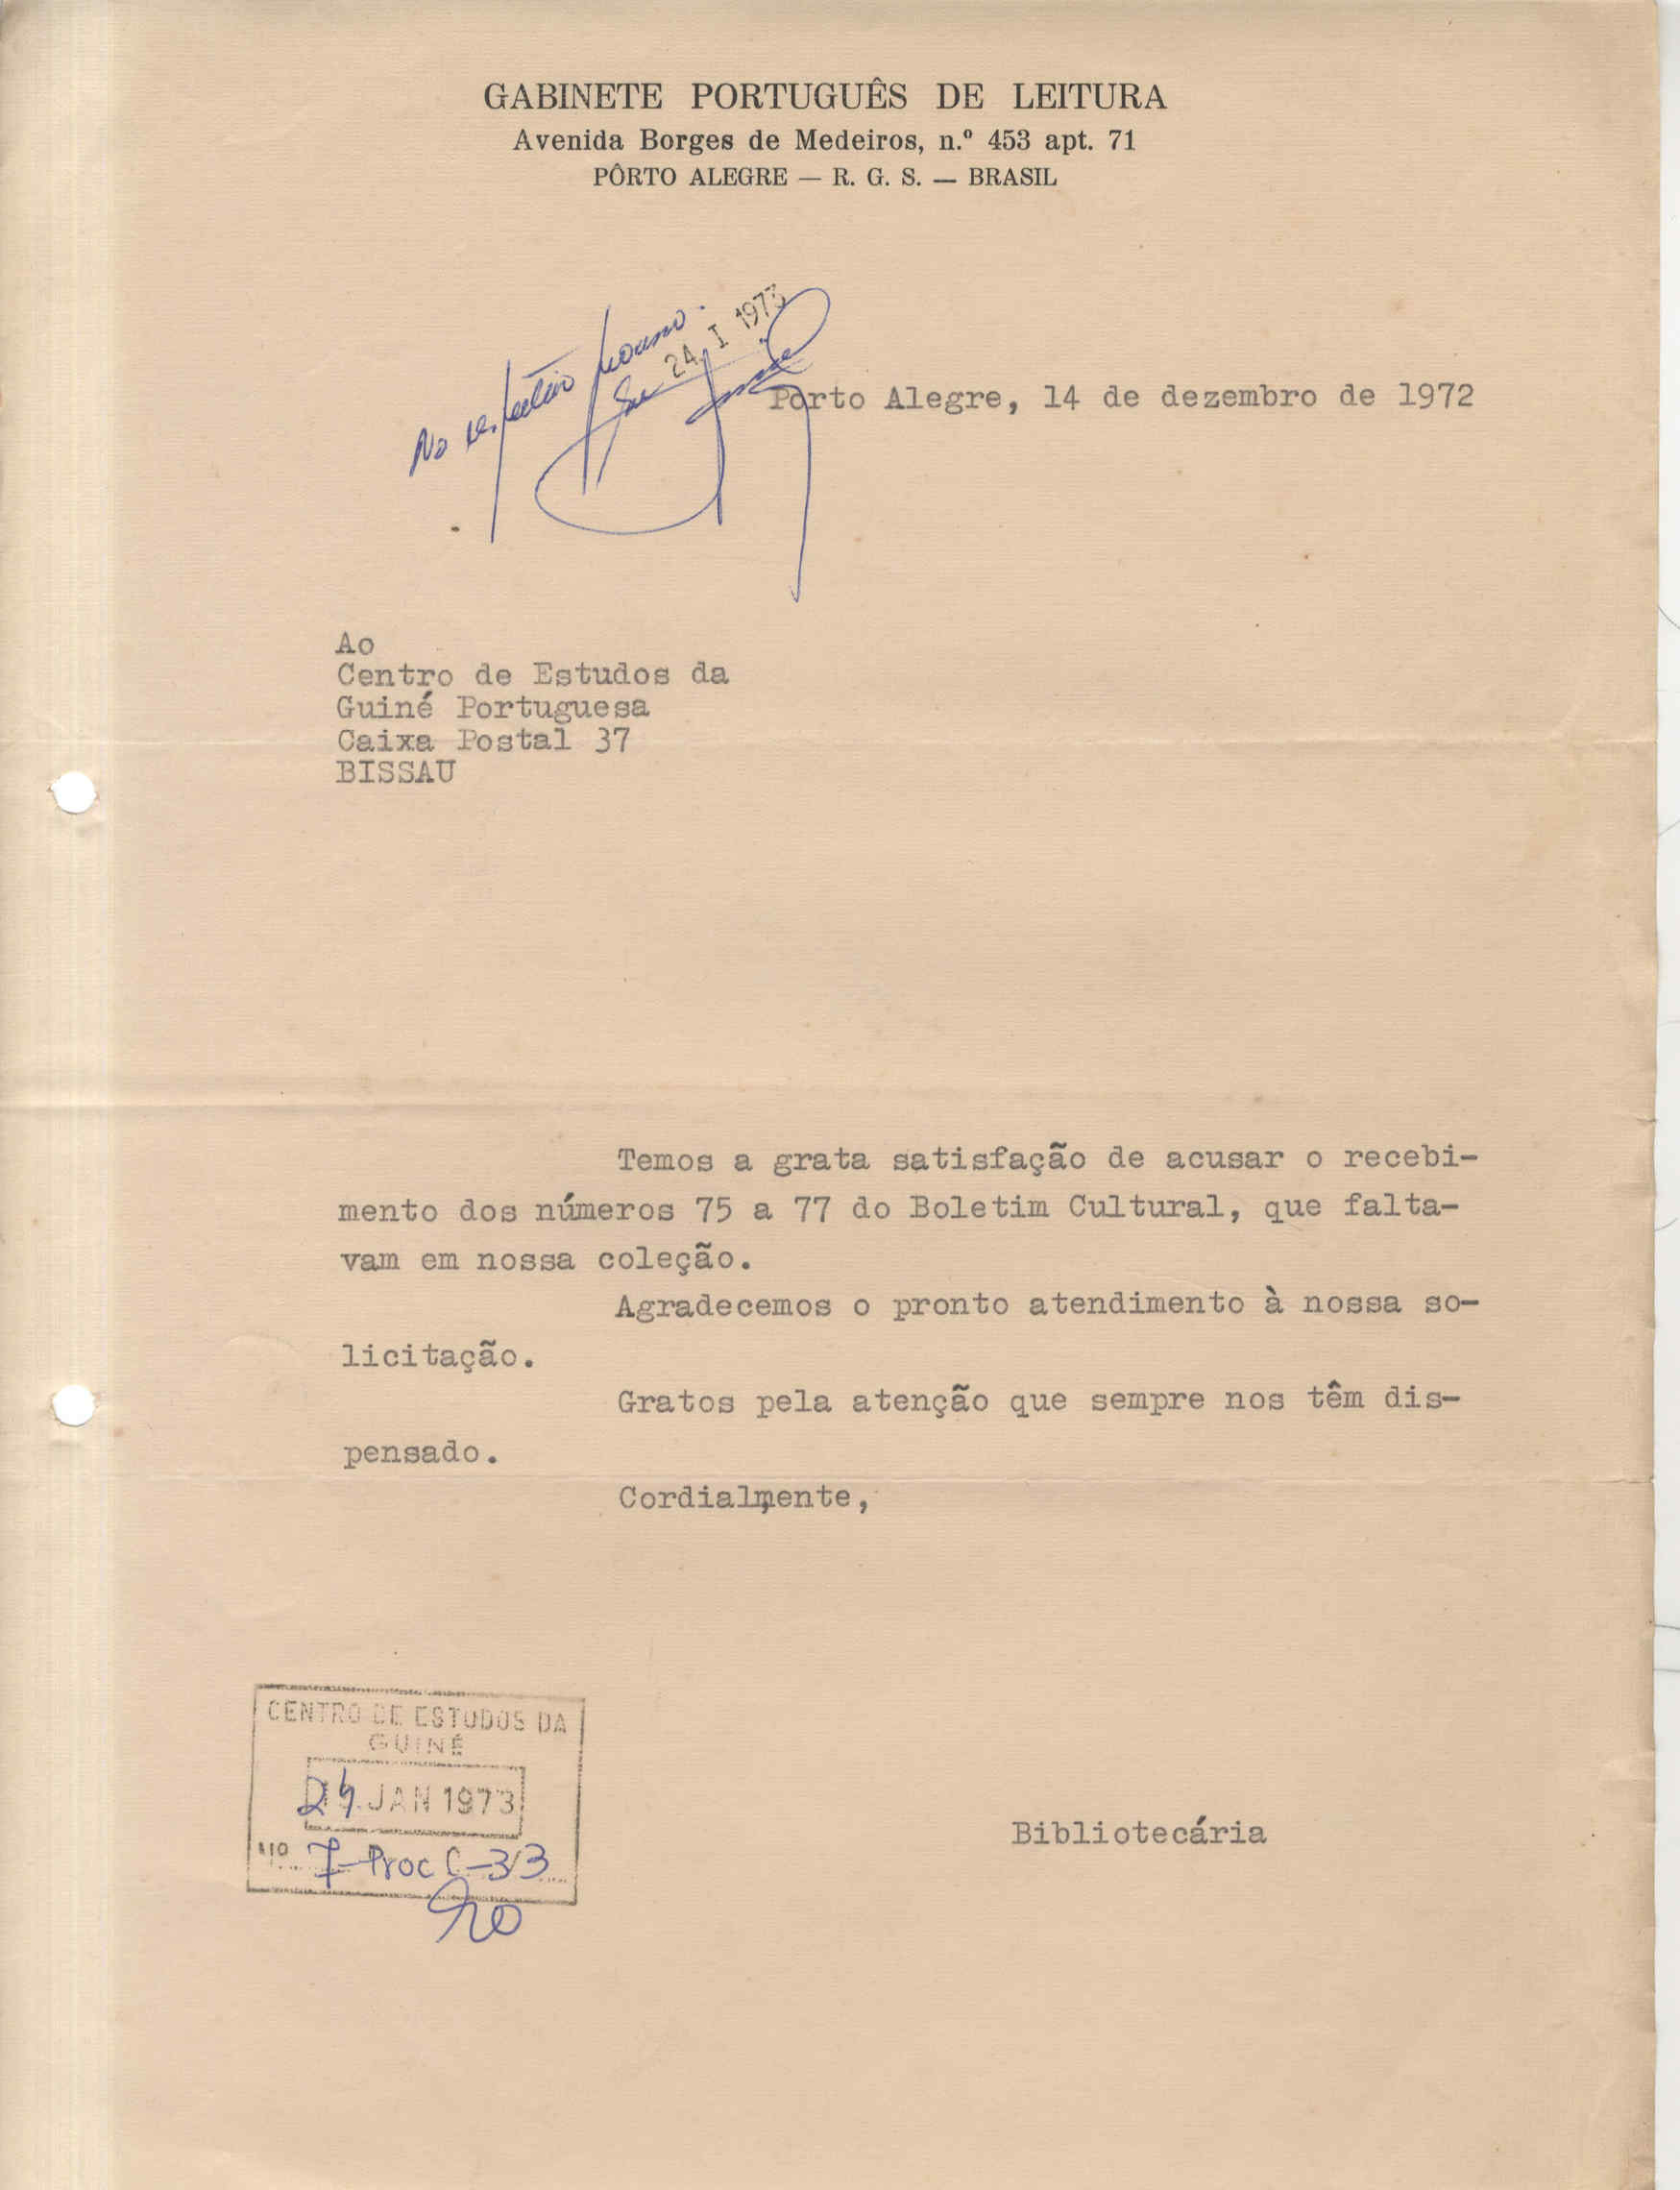 GABINETE PORTUGUÊS DE LEITURA
Avenida Borges de Medeiros, n.º 453 apt. 71
PÔRTO ALEGRE — R. G. S. — BRASIL
No
24 I 1973
Pôrto Alegre, 14 de dezembro de 1972
Ao
Centro de Estudos da
Guiné Portuguesa
Caixa Postal 37
BISSAU
Temos a grata satisfação de acusar o recebi-
mento dos números 75 a 77 do Boletim Cultural, que falta-
vam em nossa coleção.
Agradecemos o pronto atendimento à nossa so-
licitação.
Gratos pela atenção que sempre nos têm dis-
pensado.
Cordialmente,
CENTRO DE ESTUDOS DA
GUINÉ
24 JAN 1973
Nº 7-Proc C-3/3
Bibliotecária